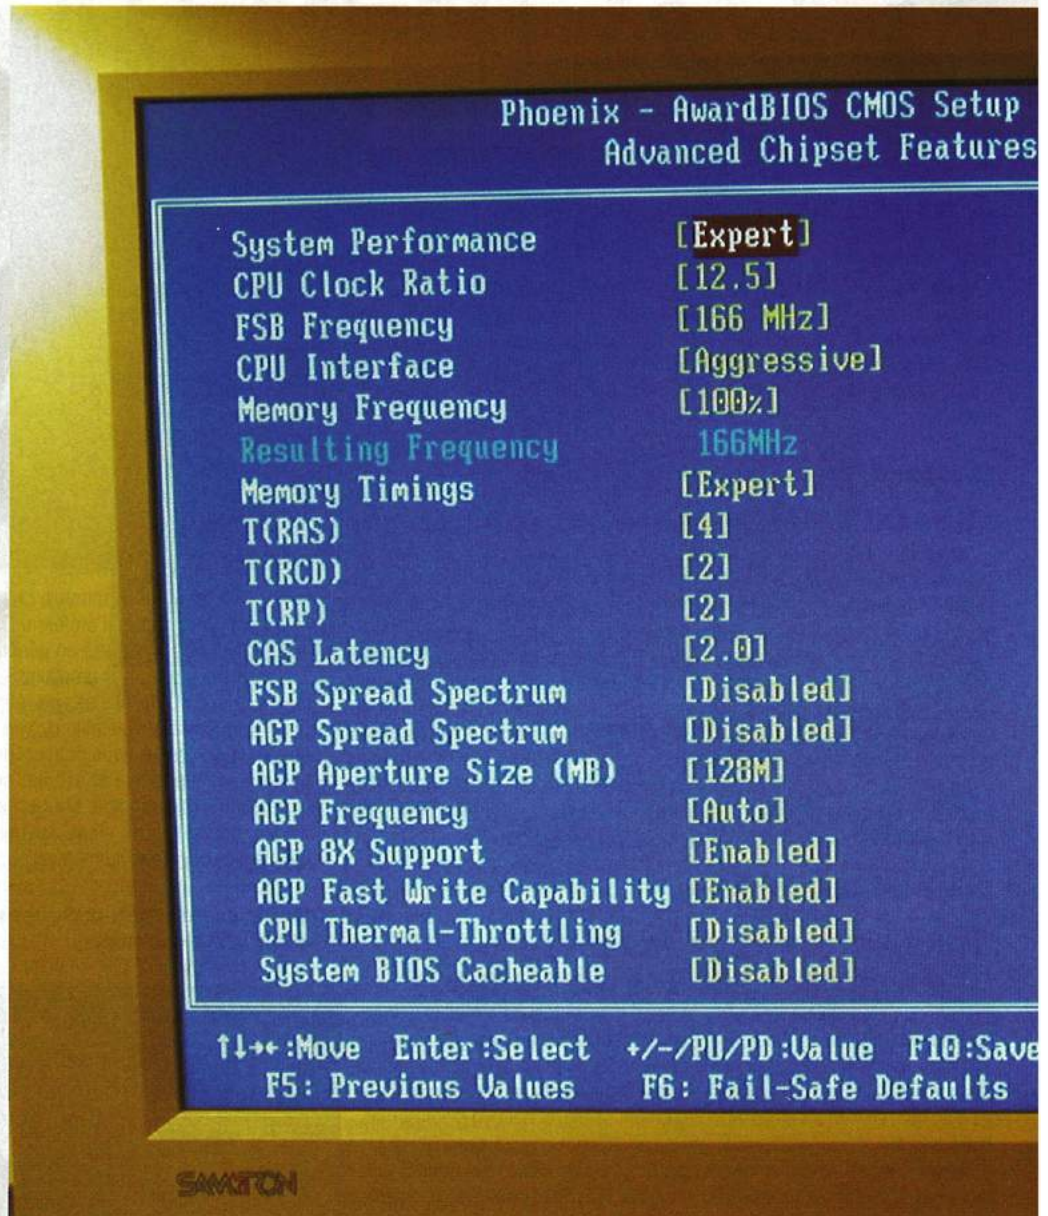 Phoenix - AwardBIOS CMOS Setup
Advanced Chipset Features
System Performance [Expert]
CPU Clock Ratio [12.5]
FSB Frequency [166 MHz]
CPU Interface [Aggressive]
Memory Frequency [100%]
Resulting Frequency 166MHz
Memory Timings [Expert]
T(RAS) [4]
T(RCD) [2]
T(RP) [2]
CAS Latency [2.0]
FSB Spread Spectrum [Disabled]
AGP Spread Spectrum [Disabled]
AGP Aperture Size (MB) [128M]
AGP Frequency [Auto]
AGP 8X Support [Enabled]
AGP Fast Write Capability [Enabled]
CPU Thermal-Throttling [Disabled]
System BIOS Cacheable [Disabled]
↑↓→←:Move Enter:Select +/-/PU/PD:Value F10:Save
F5: Previous Values F6: Fail-Safe Defaults
SAMTRON